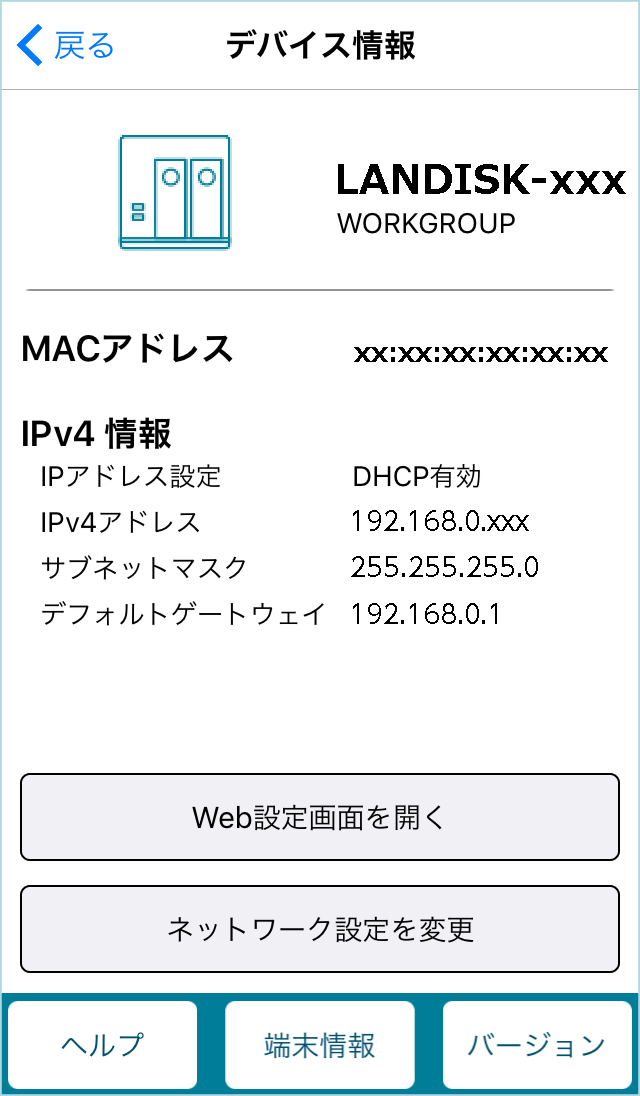 戻る デバイス情報
LANDISK-xxx
WORKGROUP
MACアドレス xx:xx:xx:xx:xx:xx
IPv4 情報
IPアドレス設定 DHCP有効
IPv4アドレス 192.168.0.xxx
サブネットマスク 255.255.255.0
デフォルトゲートウェイ 192.168.0.1
Web設定画面を開く
ネットワーク設定を変更
ヘルプ 端末情報 バージョン